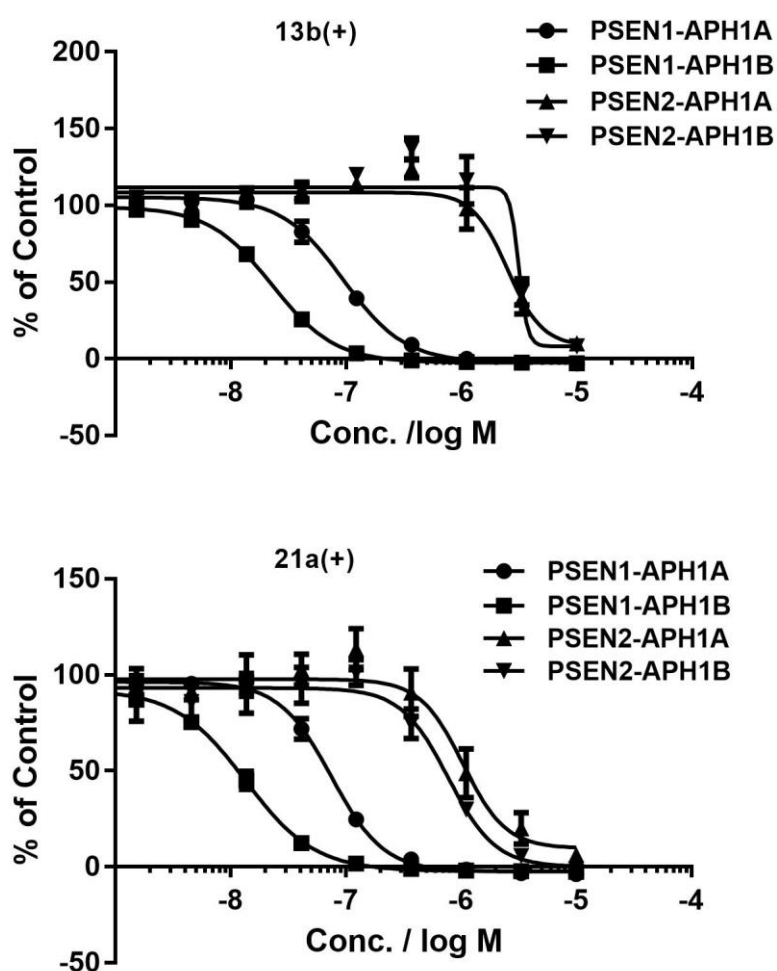 13b(+)
PSEN1-APH1A
PSEN1-APH1B
PSEN2-APH1A
PSEN2-APH1B
% of Control
200
150
100
50
0
-50
-8
-7
-6
-5
-4
Conc. /log M
21a(+)
PSEN1-APH1A
PSEN1-APH1B
PSEN2-APH1A
PSEN2-APH1B
% of Control
150
100
50
0
-50
-8
-7
-6
-5
-4
Conc. / log M